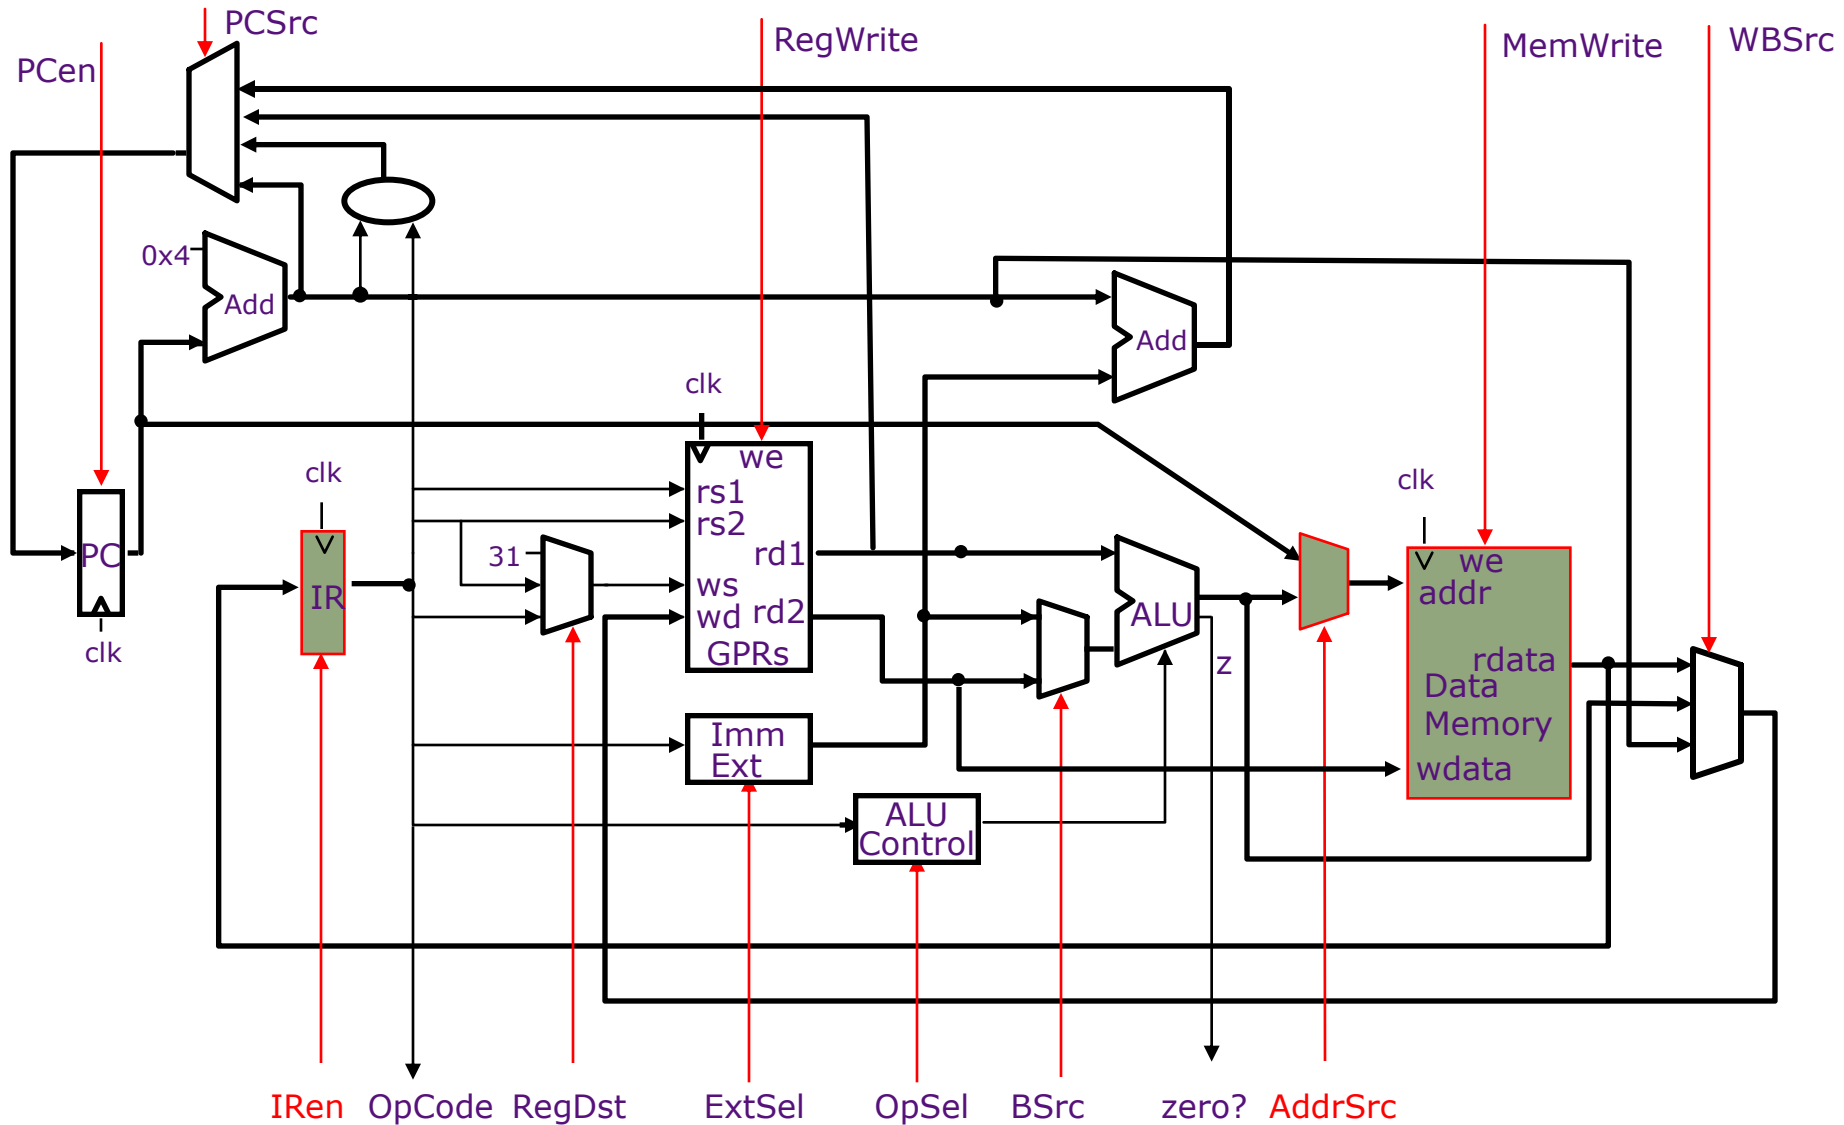 PCSrc
RegWrite
MemWrite
WBSrc
PCen
0x4
Add
Add
clk
clk
clk
we
rs1
rs2
rd1
ws
wd
rd2
GPRs
31
PC
clk
IR
ALU
z
we
addr
rdata
Data
Memory
wdata
Imm
Ext
ALU
Control
IRen
OpCode
RegDst
ExtSel
OpSel
BSrc
zero?
AddrSrc